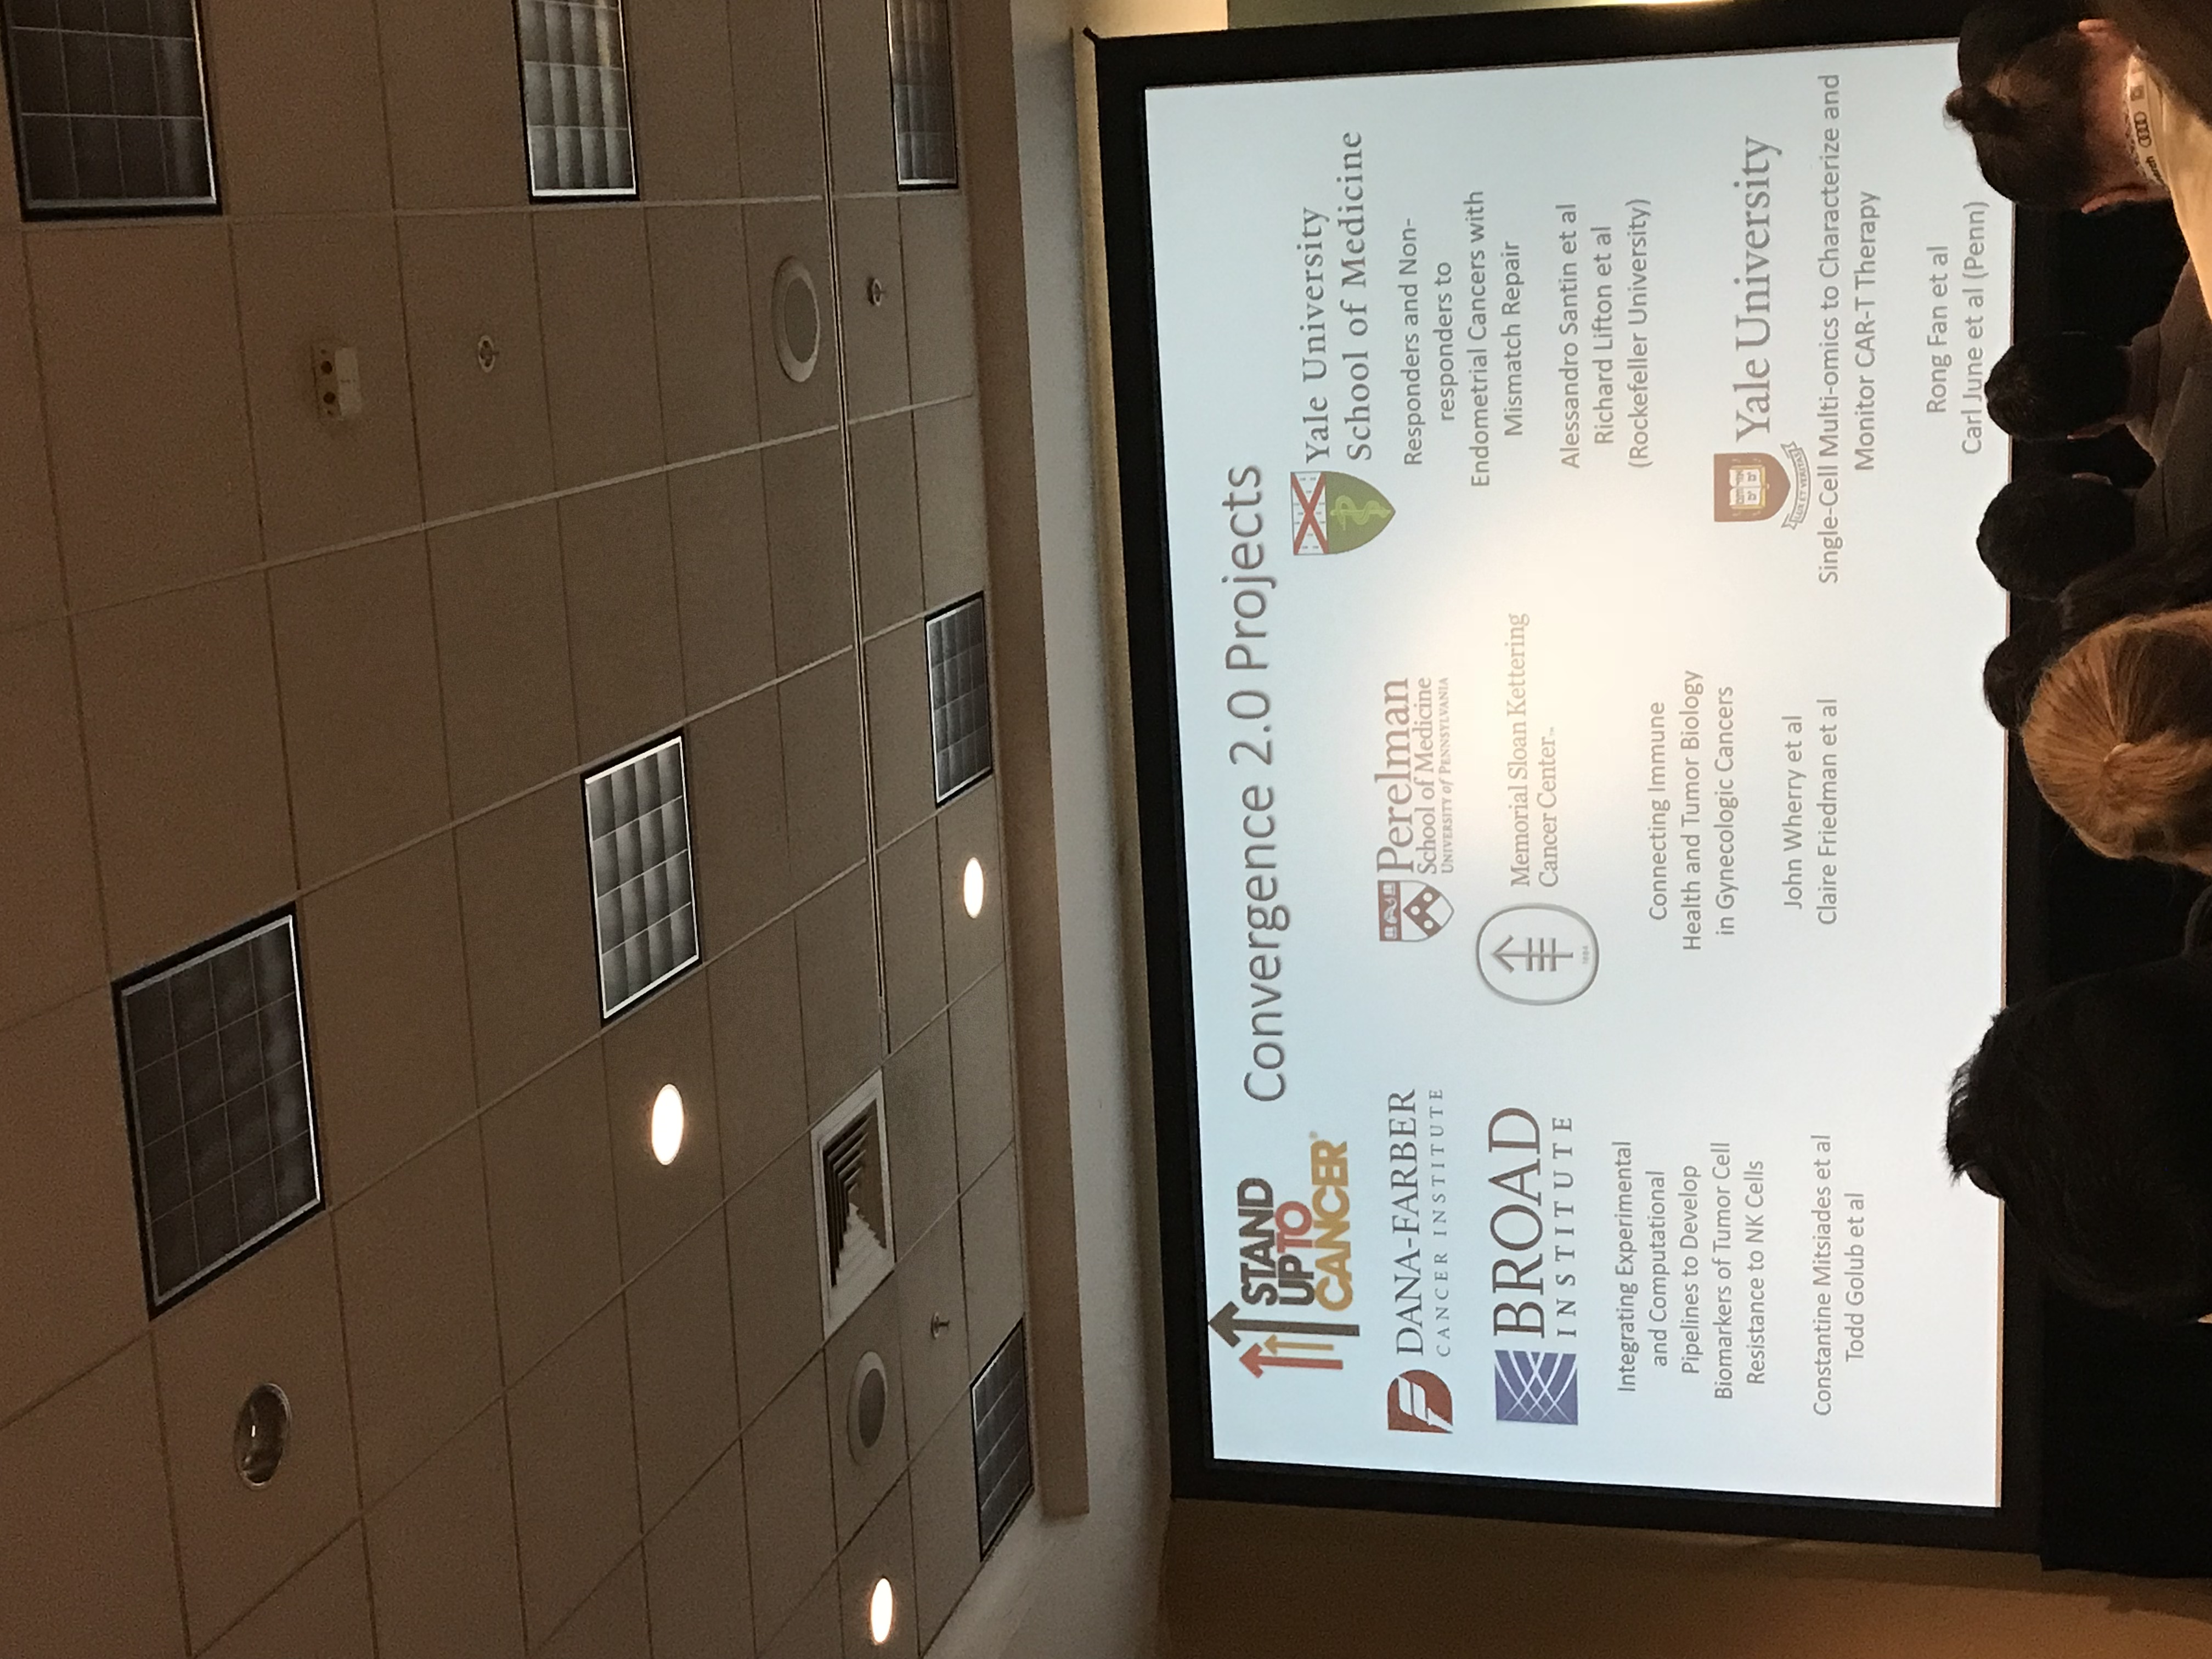 STAND
UP TO
CANCER®
Convergence 2.0 Projects
DANA-FARBER
CANCER INSTITUTE
BROAD
INSTITUTE
Integrating Experimental
and Computational
Pipelines to Develop
Biomarkers of Tumor Cell
Resistance to NK Cells
Constantine Mitsiades et al
Todd Golub et al
Perelman
School of Medicine
UNIVERSITY of PENNSYLVANIA
Memorial Sloan Kettering
Cancer Center
1884
Connecting Immune
Health and Tumor Biology
in Gynecologic Cancers
John Wherry et al
Claire Friedman et al
Yale University
School of Medicine
Responders and Non-
responders to
Endometrial Cancers with
Mismatch Repair
Alessandro Santin et al
Richard Lifton et al
(Rockefeller University)
Yale University
LUX ET VERITAS
Single-Cell Multi-omics to Characterize and
Monitor CAR-T Therapy
Rong Fan et al
Carl June et al (Penn)